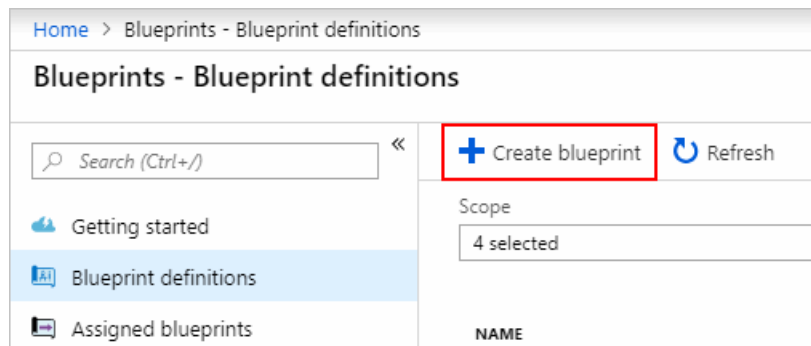 Home > Blueprints - Blueprint definitions
Blueprints - Blueprint definitions
Search (Ctrl+/)
«
Create blueprint
Refresh
Getting started
Blueprint definitions
Assigned blueprints
Scope
4 selected
NAME